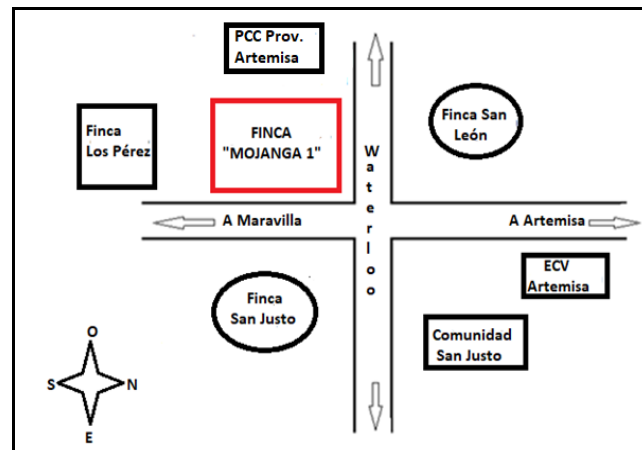 PCC Prov.
Artemisa
Finca
Los Pérez
FINCA
"MOJANGA 1"
Finca San
León
Waterloo
A Maravilla
A Artemisa
ECV
Artemisa
Finca
San Justo
Comunidad
San Justo
O
S
N
E